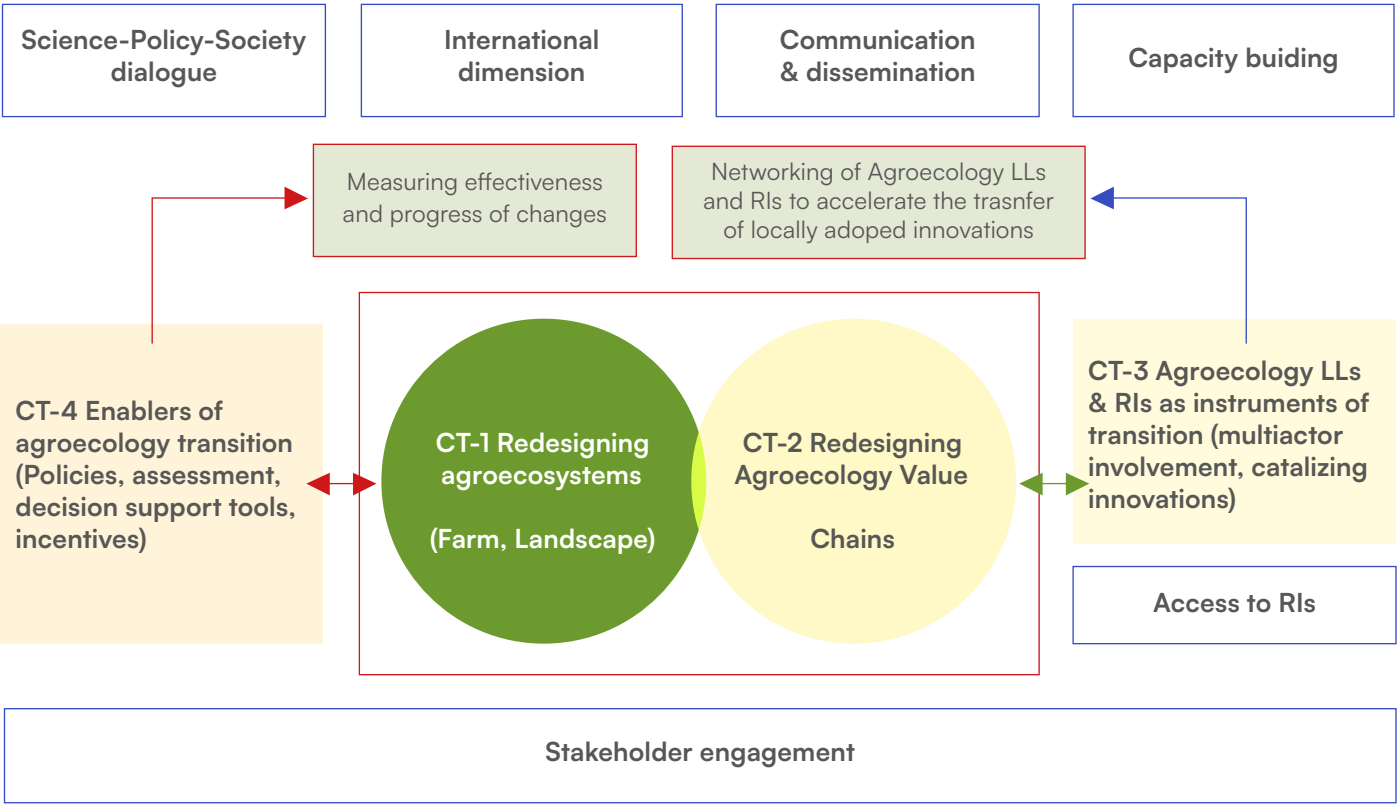 Science-Policy-Society
dialogue
International
dimension
Communication
& dissemination
Capacity buiding
Measuring effectiveness
and progress of changes
Networking of Agroecology LLs
and RIs to accelerate the trasnfer
of locally adoped innovations
CT-4 Enablers of
agroecology transition
(Policies, assessment,
decision support tools,
incentives)
CT-1 Redesigning
agroecosystems
(Farm, Landscape)
CT-2 Redesigning
Agroecology Value
Chains
CT-3 Agroecology LLs
& RIs as instruments of
transition (multiactor
involvement, catalizing
innovations)
Access to RIs
Stakeholder engagement